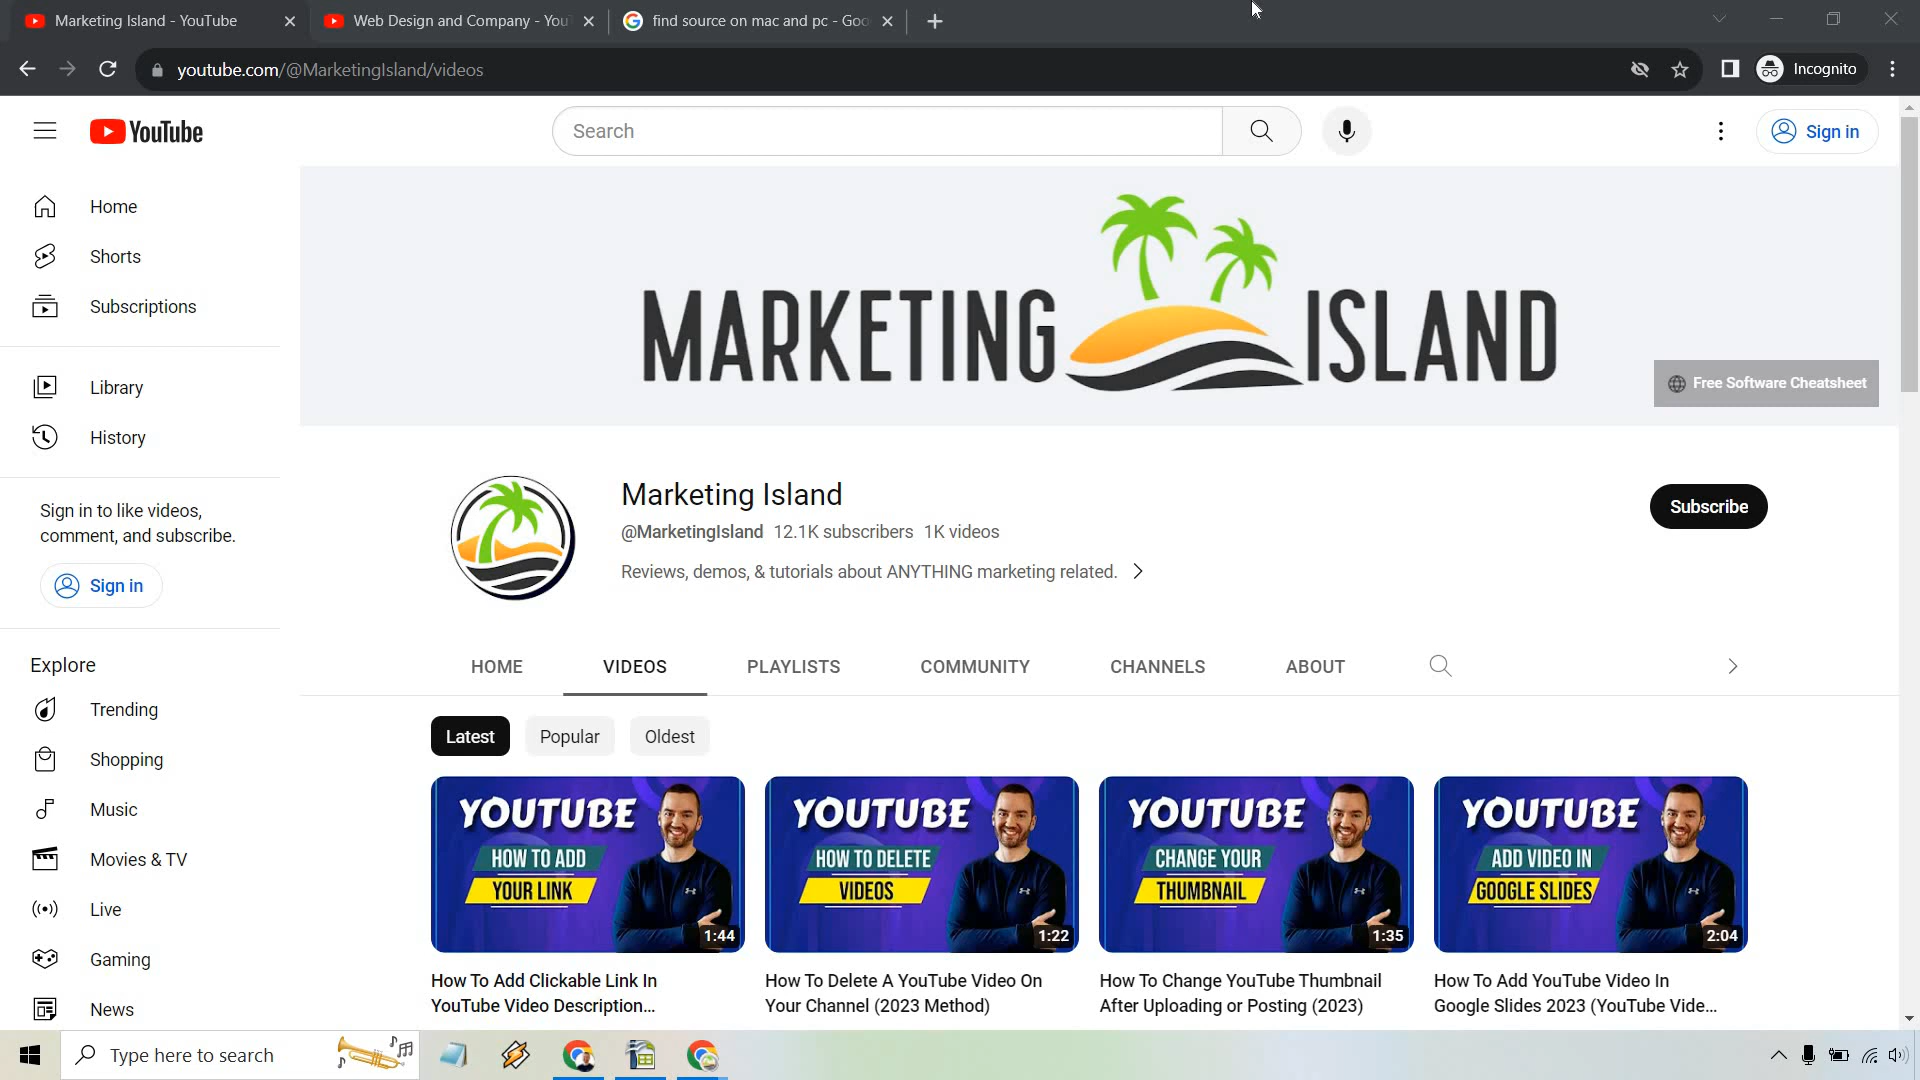 Marketing Island - YouTube
Web Design and Company - You
find source on mac and pc - Goo
youtube.com/@MarketingIsland/videos
Incognito
YouTube
Search
Sign in
Home
Shorts
Subscriptions
Library
History
Sign in to like videos,
comment, and subscribe.
Sign in
Explore
Trending
Shopping
Music
Movies & TV
Live
Gaming
News
MARKETING ISLAND
Free Software Cheatsheet
Marketing Island
@MarketingIsland 12.1K subscribers 1K videos
Reviews, demos, & tutorials about ANYTHING marketing related.
Subscribe
HOME VIDEOS PLAYLISTS COMMUNITY CHANNELS ABOUT
Latest Popular Oldest
YOUTUBE
HOW TO ADD
YOUR LINK
1:44
How To Add Clickable Link In
YouTube Video Description...
YOUTUBE
HOW TO DELETE
VIDEOS
1:22
How To Delete A YouTube Video On
Your Channel (2023 Method)
YOUTUBE
CHANGE YOUR
THUMBNAIL
1:35
How To Change YouTube Thumbnail
After Uploading or Posting (2023)
YOUTUBE
ADD VIDEO IN
GOOGLE SLIDES
2:04
How To Add YouTube Video In
Google Slides 2023 (YouTube Vide...
Type here to search